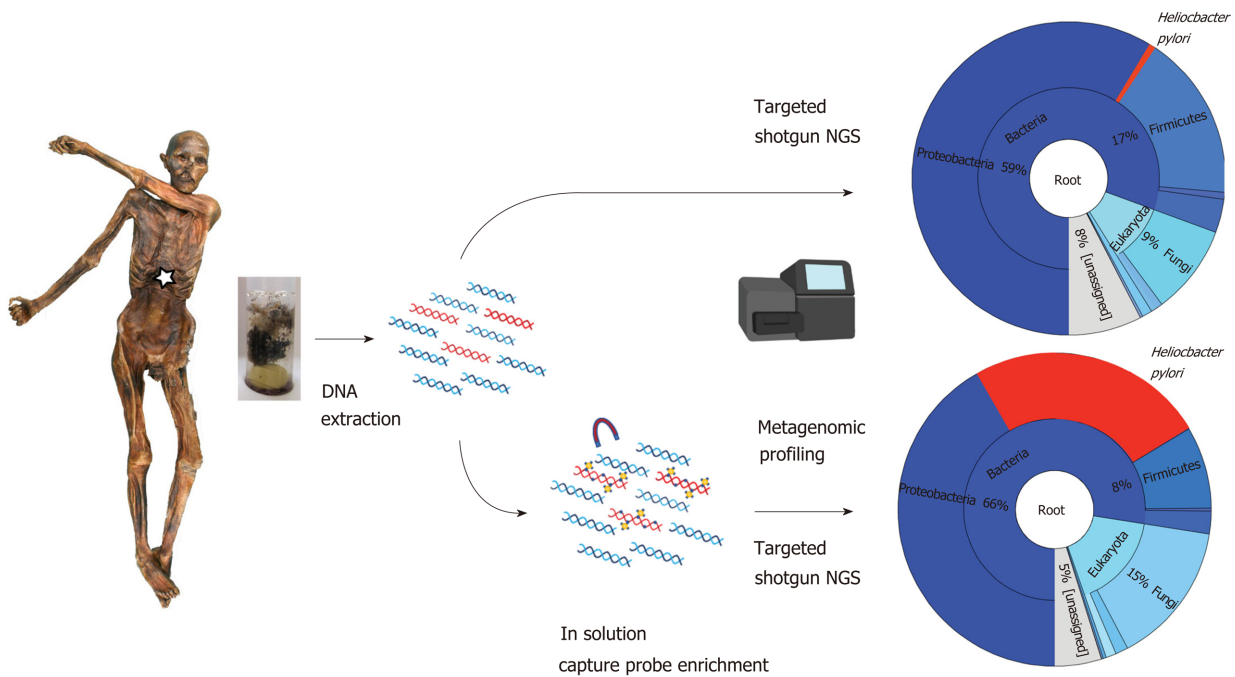 Heliocbacter
pylori
Targeted
shotgun NGS
Bacteria
17%
Firmicutes
Proteobacteria 59%
Root
Eukaryota
9% Fungi
8% [unassigned]
DNA
extraction
Heliocbacter
pylori
Metagenomic
profiling
Bacteria
8%
Firmicutes
Proteobacteria 66%
Root
Eukaryota
15% Fungi
5% [unassigned]
Targeted
shotgun NGS
In solution
capture probe enrichment